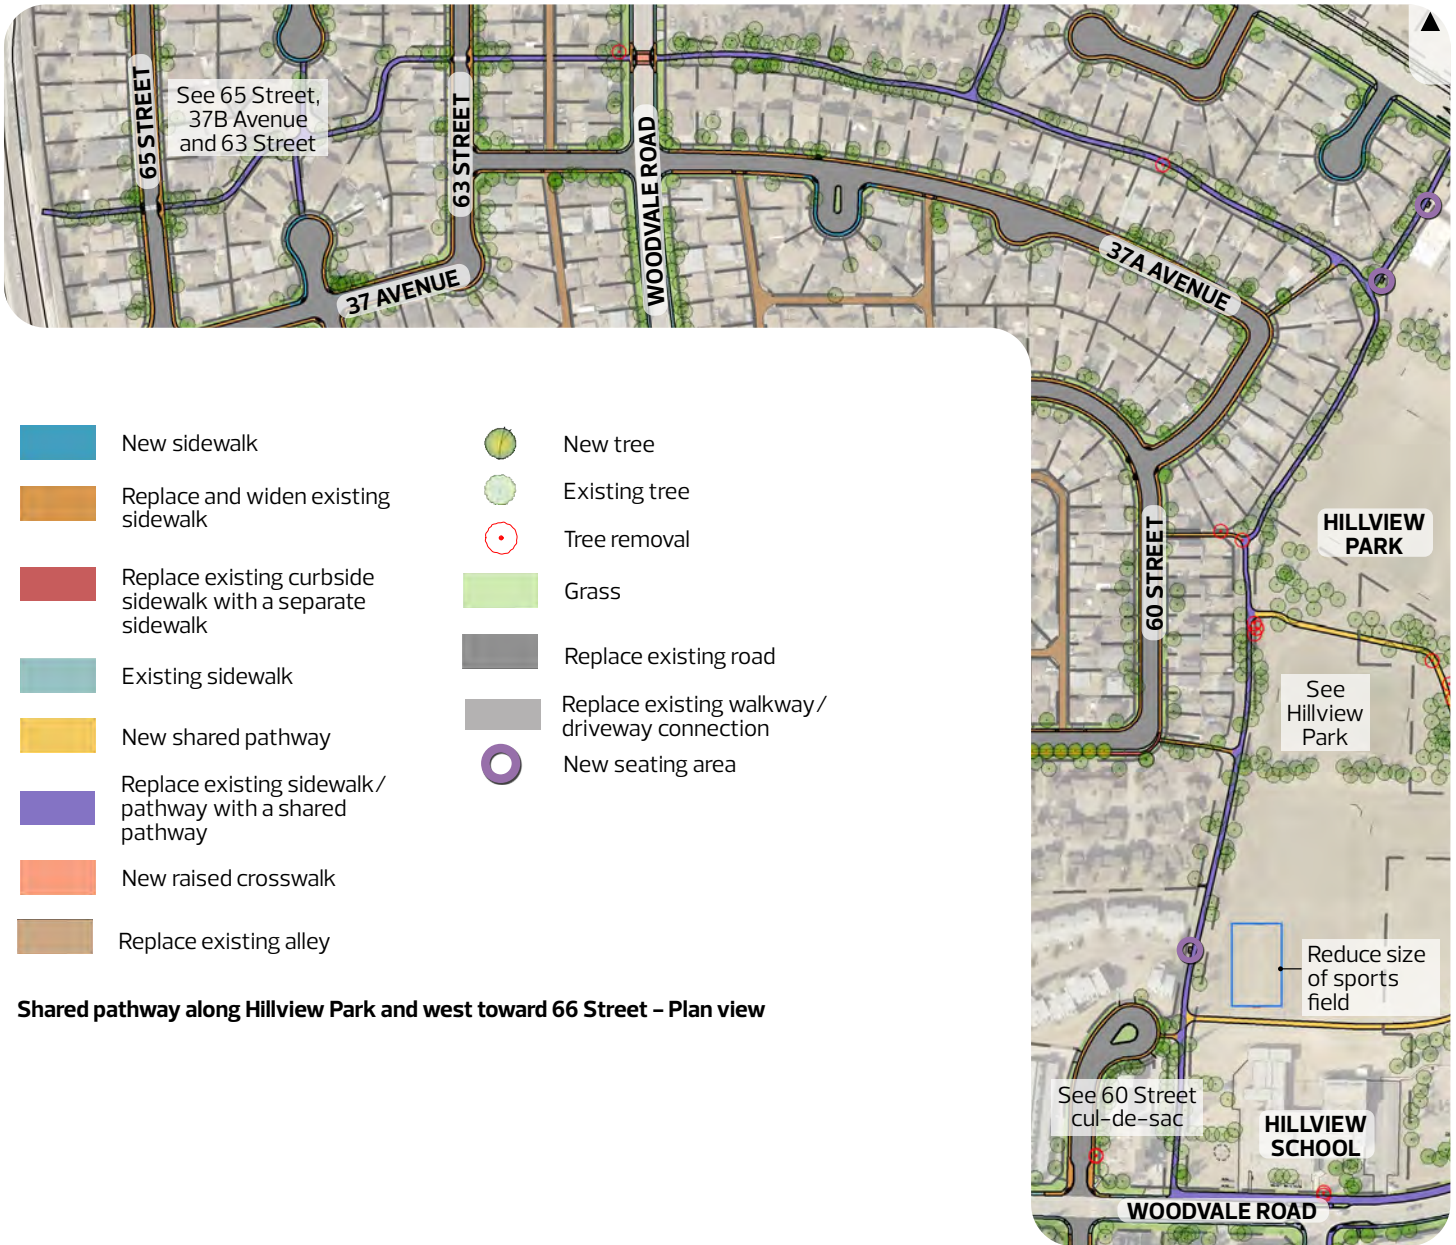 65 STREET
See 65 Street,
37B Avenue
and 63 Street
63 STREET
37 AVENUE
WOODVALE ROAD
37A AVENUE
60 STREET
HILLVIEW
PARK
See
Hillview
Park
Reduce size
of sports
field
See 60 Street
cul-de-sac
HILLVIEW
SCHOOL
WOODVALE ROAD
New sidewalk
Replace and widen existing
sidewalk
Replace existing curbside
sidewalk with a separate
sidewalk
Existing sidewalk
New shared pathway
Replace existing sidewalk/
pathway with a shared
pathway
New raised crosswalk
Replace existing alley
New tree
Existing tree
Tree removal
Grass
Replace existing road
Replace existing walkway/
driveway connection
New seating area
Shared pathway along Hillview Park and west toward 66 Street – Plan view